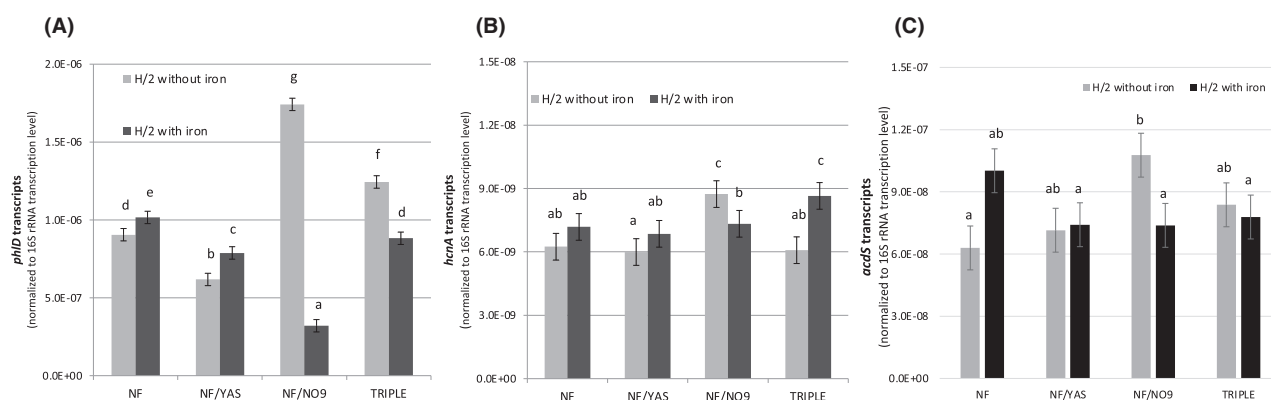 (A)
phlD transcripts
(normalized to 16S rRNA transcription level)
2.0E-06
1.5E-06
1.0E-06
5.0E-07
0.0E+00
H/2 without iron
H/2 with iron
d e b c g a f d
NF NF/YAS NF/NO9 TRIPLE
(B)
hcnA transcripts
(normalized to 16S rRNA transcription level)
1.5E-08
1.2E-08
9.0E-09
6.0E-09
3.0E-09
0.0E+00
H/2 without iron H/2 with iron
ab ab a ab c b ab c
NF NF/YAS NF/NO9 TRIPLE
(C)
acdS transcripts
(normalized to 16S rRNA transcription level)
1.5E-07
1.2E-07
9.0E-08
6.0E-08
3.0E-08
0.0E+00
H/2 without iron H/2 with iron
a ab ab a b a ab a
NF NF/YAS NF/NO9 TRIPLE